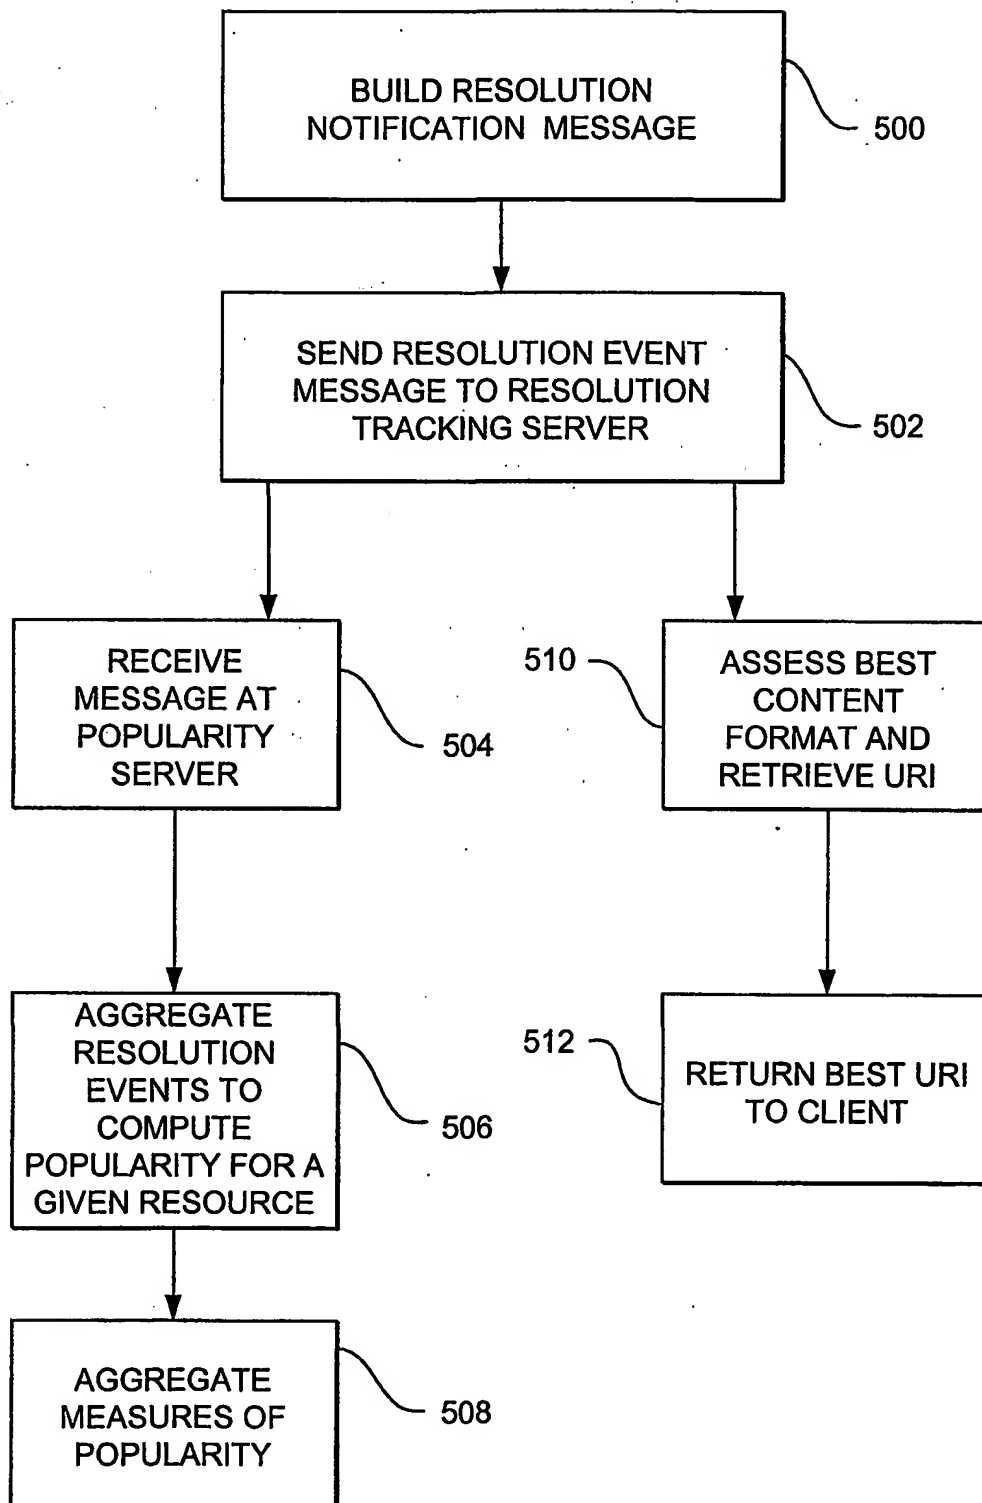 BUILD RESOLUTION
NOTIFICATION MESSAGE
500
SEND RESOLUTION EVENT
MESSAGE TO RESOLUTION
TRACKING SERVER
502
RECEIVE
MESSAGE AT
POPULARITY
SERVER
504
510
ASSESS BEST
CONTENT
FORMAT AND
RETRIEVE URI
AGGREGATE
RESOLUTION
EVENTS TO
COMPUTE
POPULARITY FOR A
GIVEN RESOURCE
506
512
RETURN BEST URI
TO CLIENT
AGGREGATE
MEASURES OF
POPULARITY
508